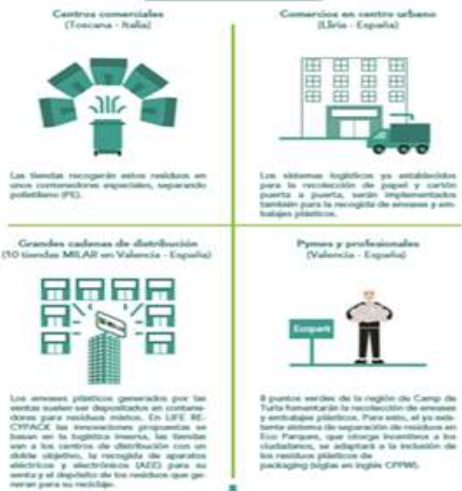 Centros comerciales
(Toscana - Italia)
Las tiendas recogerán estos residuos en
unos contenedores especiales, separando
polietileno (PE).
Comercios en centro urbano
(Llíria - España)
Los sistemas logísticos ya establecidos
para la recolección de papel y cartón
puerta a puerta, serán implementados
también para la recogida de envases y em-
balajes plásticos.
Grandes cadenas de distribución
(10 tiendas MILAR en Valencia - España)
Los envases plásticos generados por las
ventas suelen ser depositados en contene-
dores para residuos mixtos. En LIFE RE-
CYPACK las innovaciones propuestas se
basan en la logística inversa, las tiendas
van a los centros de distribución con un
doble objetivo, la recogida de aparatos
eléctricos y electrónicos (AEE) para su
venta y el depósito de los residuos que ge-
neran para su reciclaje.
Pymes y profesionales
(Valencia - España)
Ecopark
8 puntos verdes de la región de Camp de
Turia fomentarán la recolección de envases
y embalajes plásticos. Para esto, el ya exis-
tente sistema de separación de residuos en
Eco Parques, que otorga incentivos a los
ciudadanos, se adaptará a la inclusión de
los residuos plásticos de
packaging (siglas en inglés CPPW).